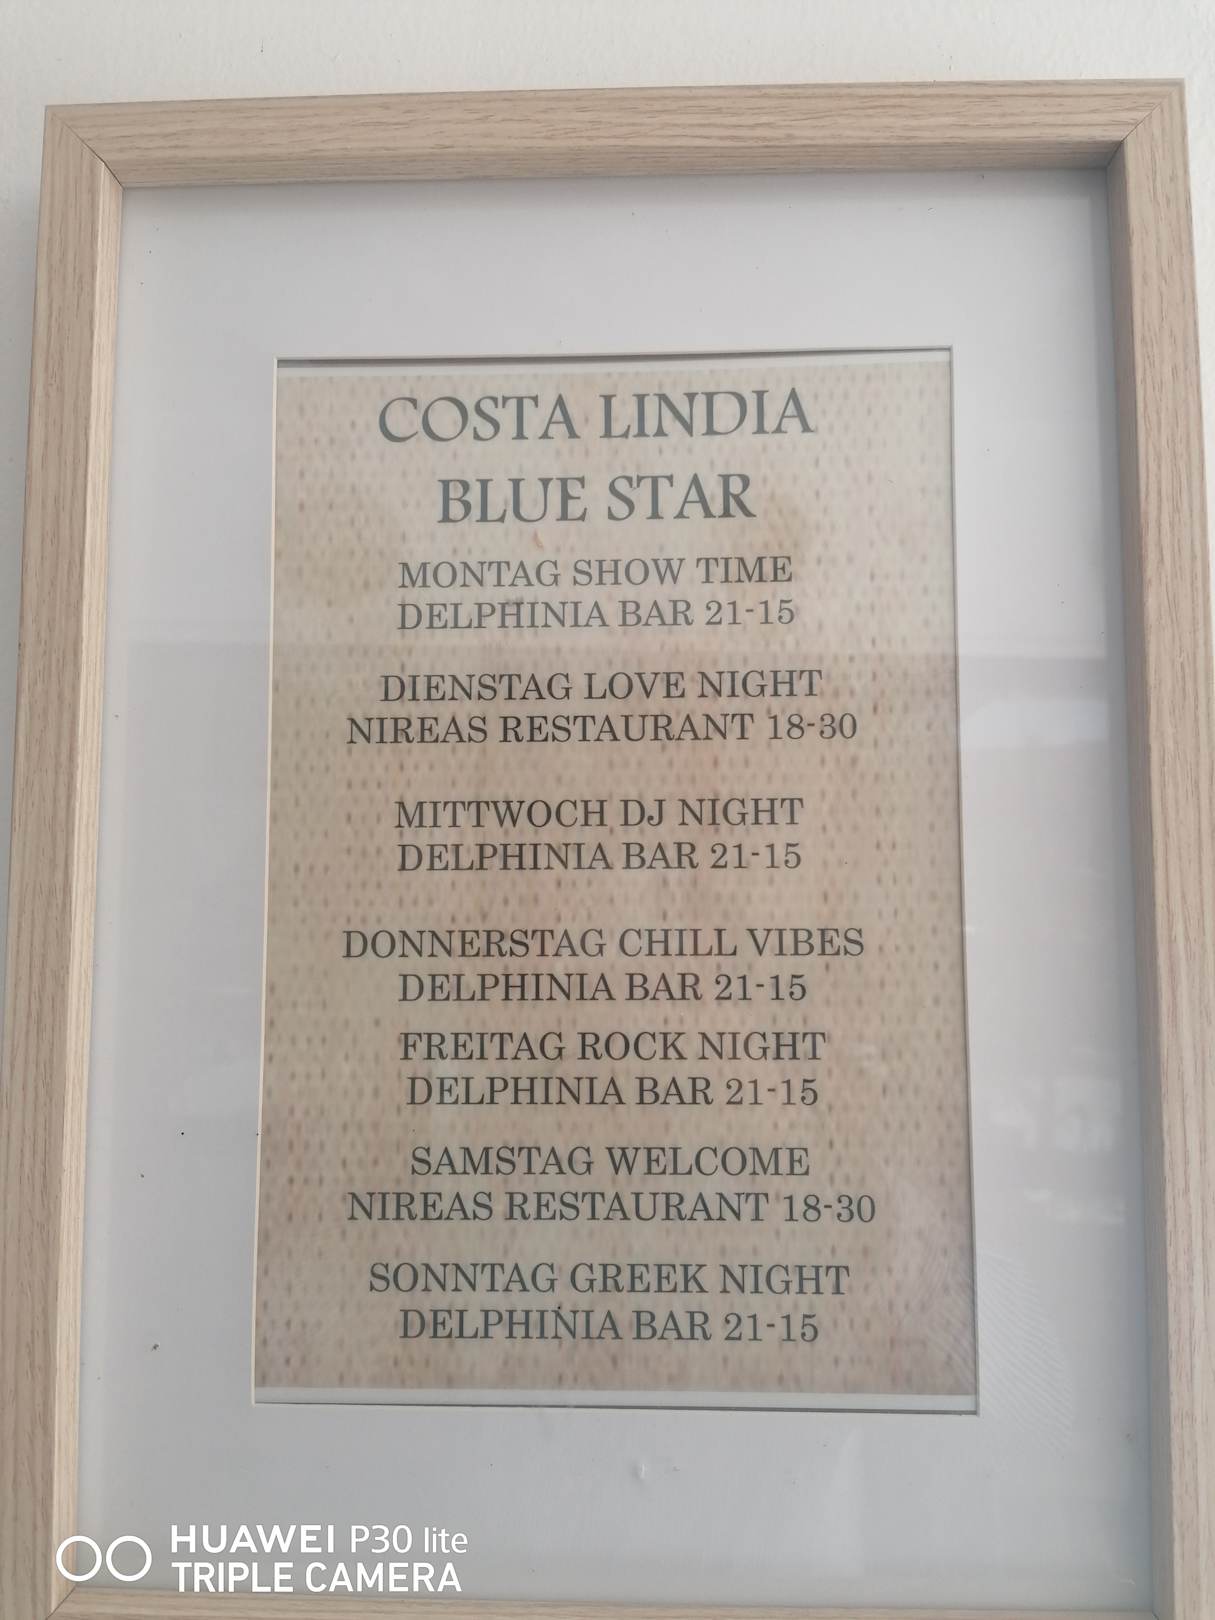 COSTA LINDIA
BLUE STAR
MONTAG SHOW TIME
DELPHINIA BAR 21-15
DIENSTAG LOVE NIGHT
NIREAS RESTAURANT 18-30
MITTWOCH DJ NIGHT
DELPHINIA BAR 21-15
DONNERSTAG CHILL VIBES
DELPHINIA BAR 21-15
FREITAG ROCK NIGHT
DELPHINIA BAR 21-15
SAMSTAG WELCOME
NIREAS RESTAURANT 18-30
SONNTAG GREEK NIGHT
DELPHINIA BAR 21-15
HUAWEI P30 lite
TRIPLE CAMERA